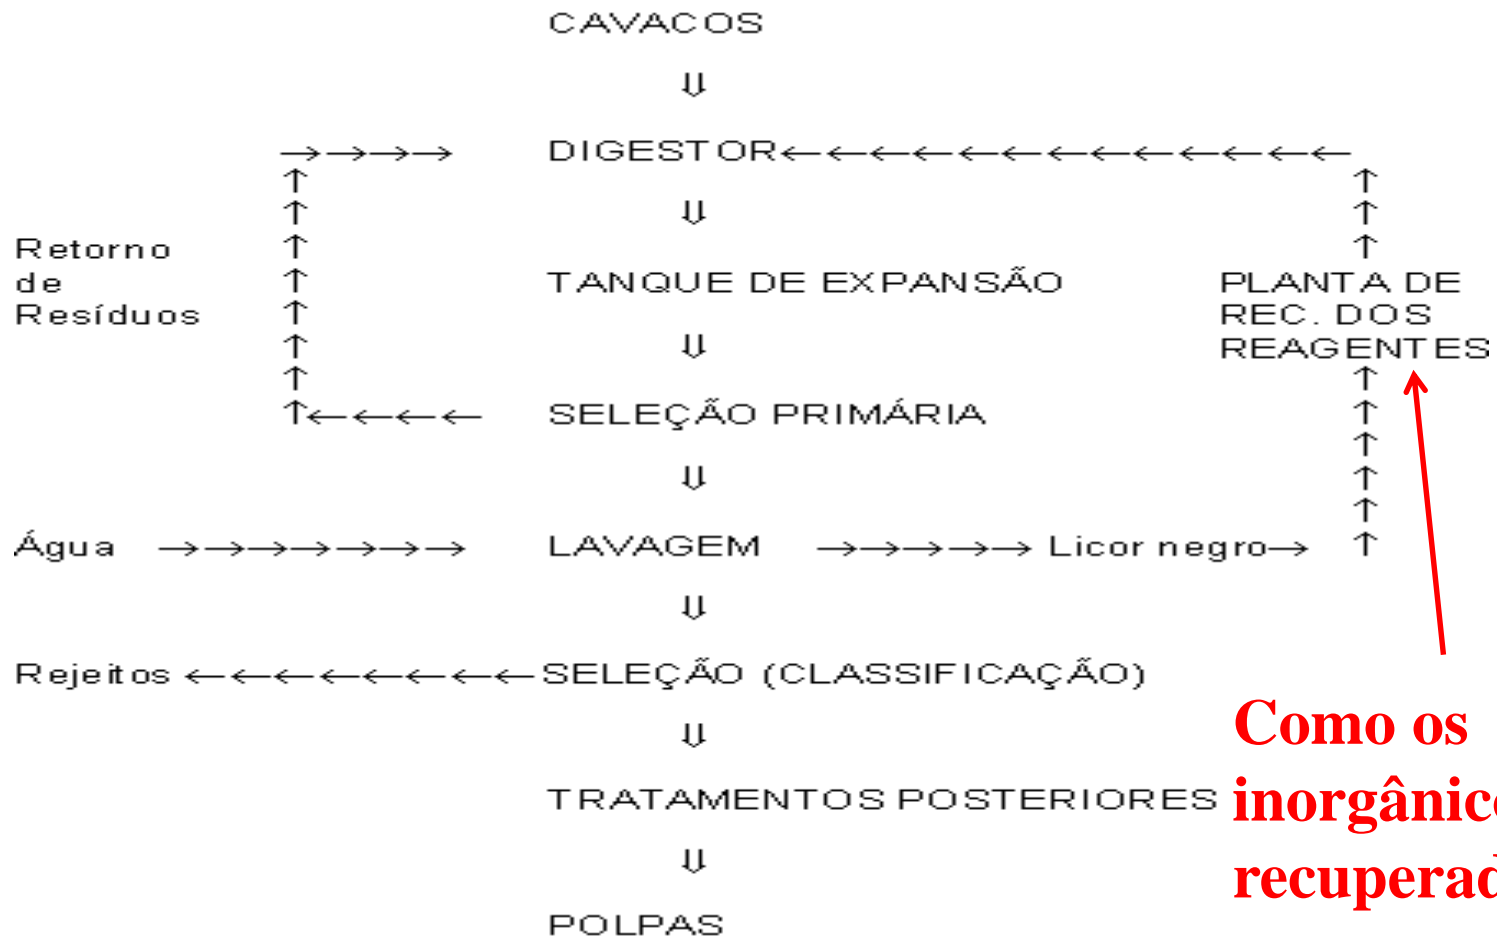 CAVACOS
⇓
→→→→ DIGESTOR←←←←←←←←←←←←←
⇓
Retorno
de
Resíduos
TANQUE DE EXPANSÃO
PLANTA DE
REC. DOS
REAGENTES
⇓
↑←←←← SELEÇÃO PRIMÁRIA
⇓
Água →→→→→→→ LAVAGEM →→→→→ Licor negro→
⇓
Rejeitos ←←←←←←←←SELEÇÃO (CLASSIFICAÇÃO)
⇓
TRATAMENTOS POSTERIORES
⇓
POLPAS
Como os